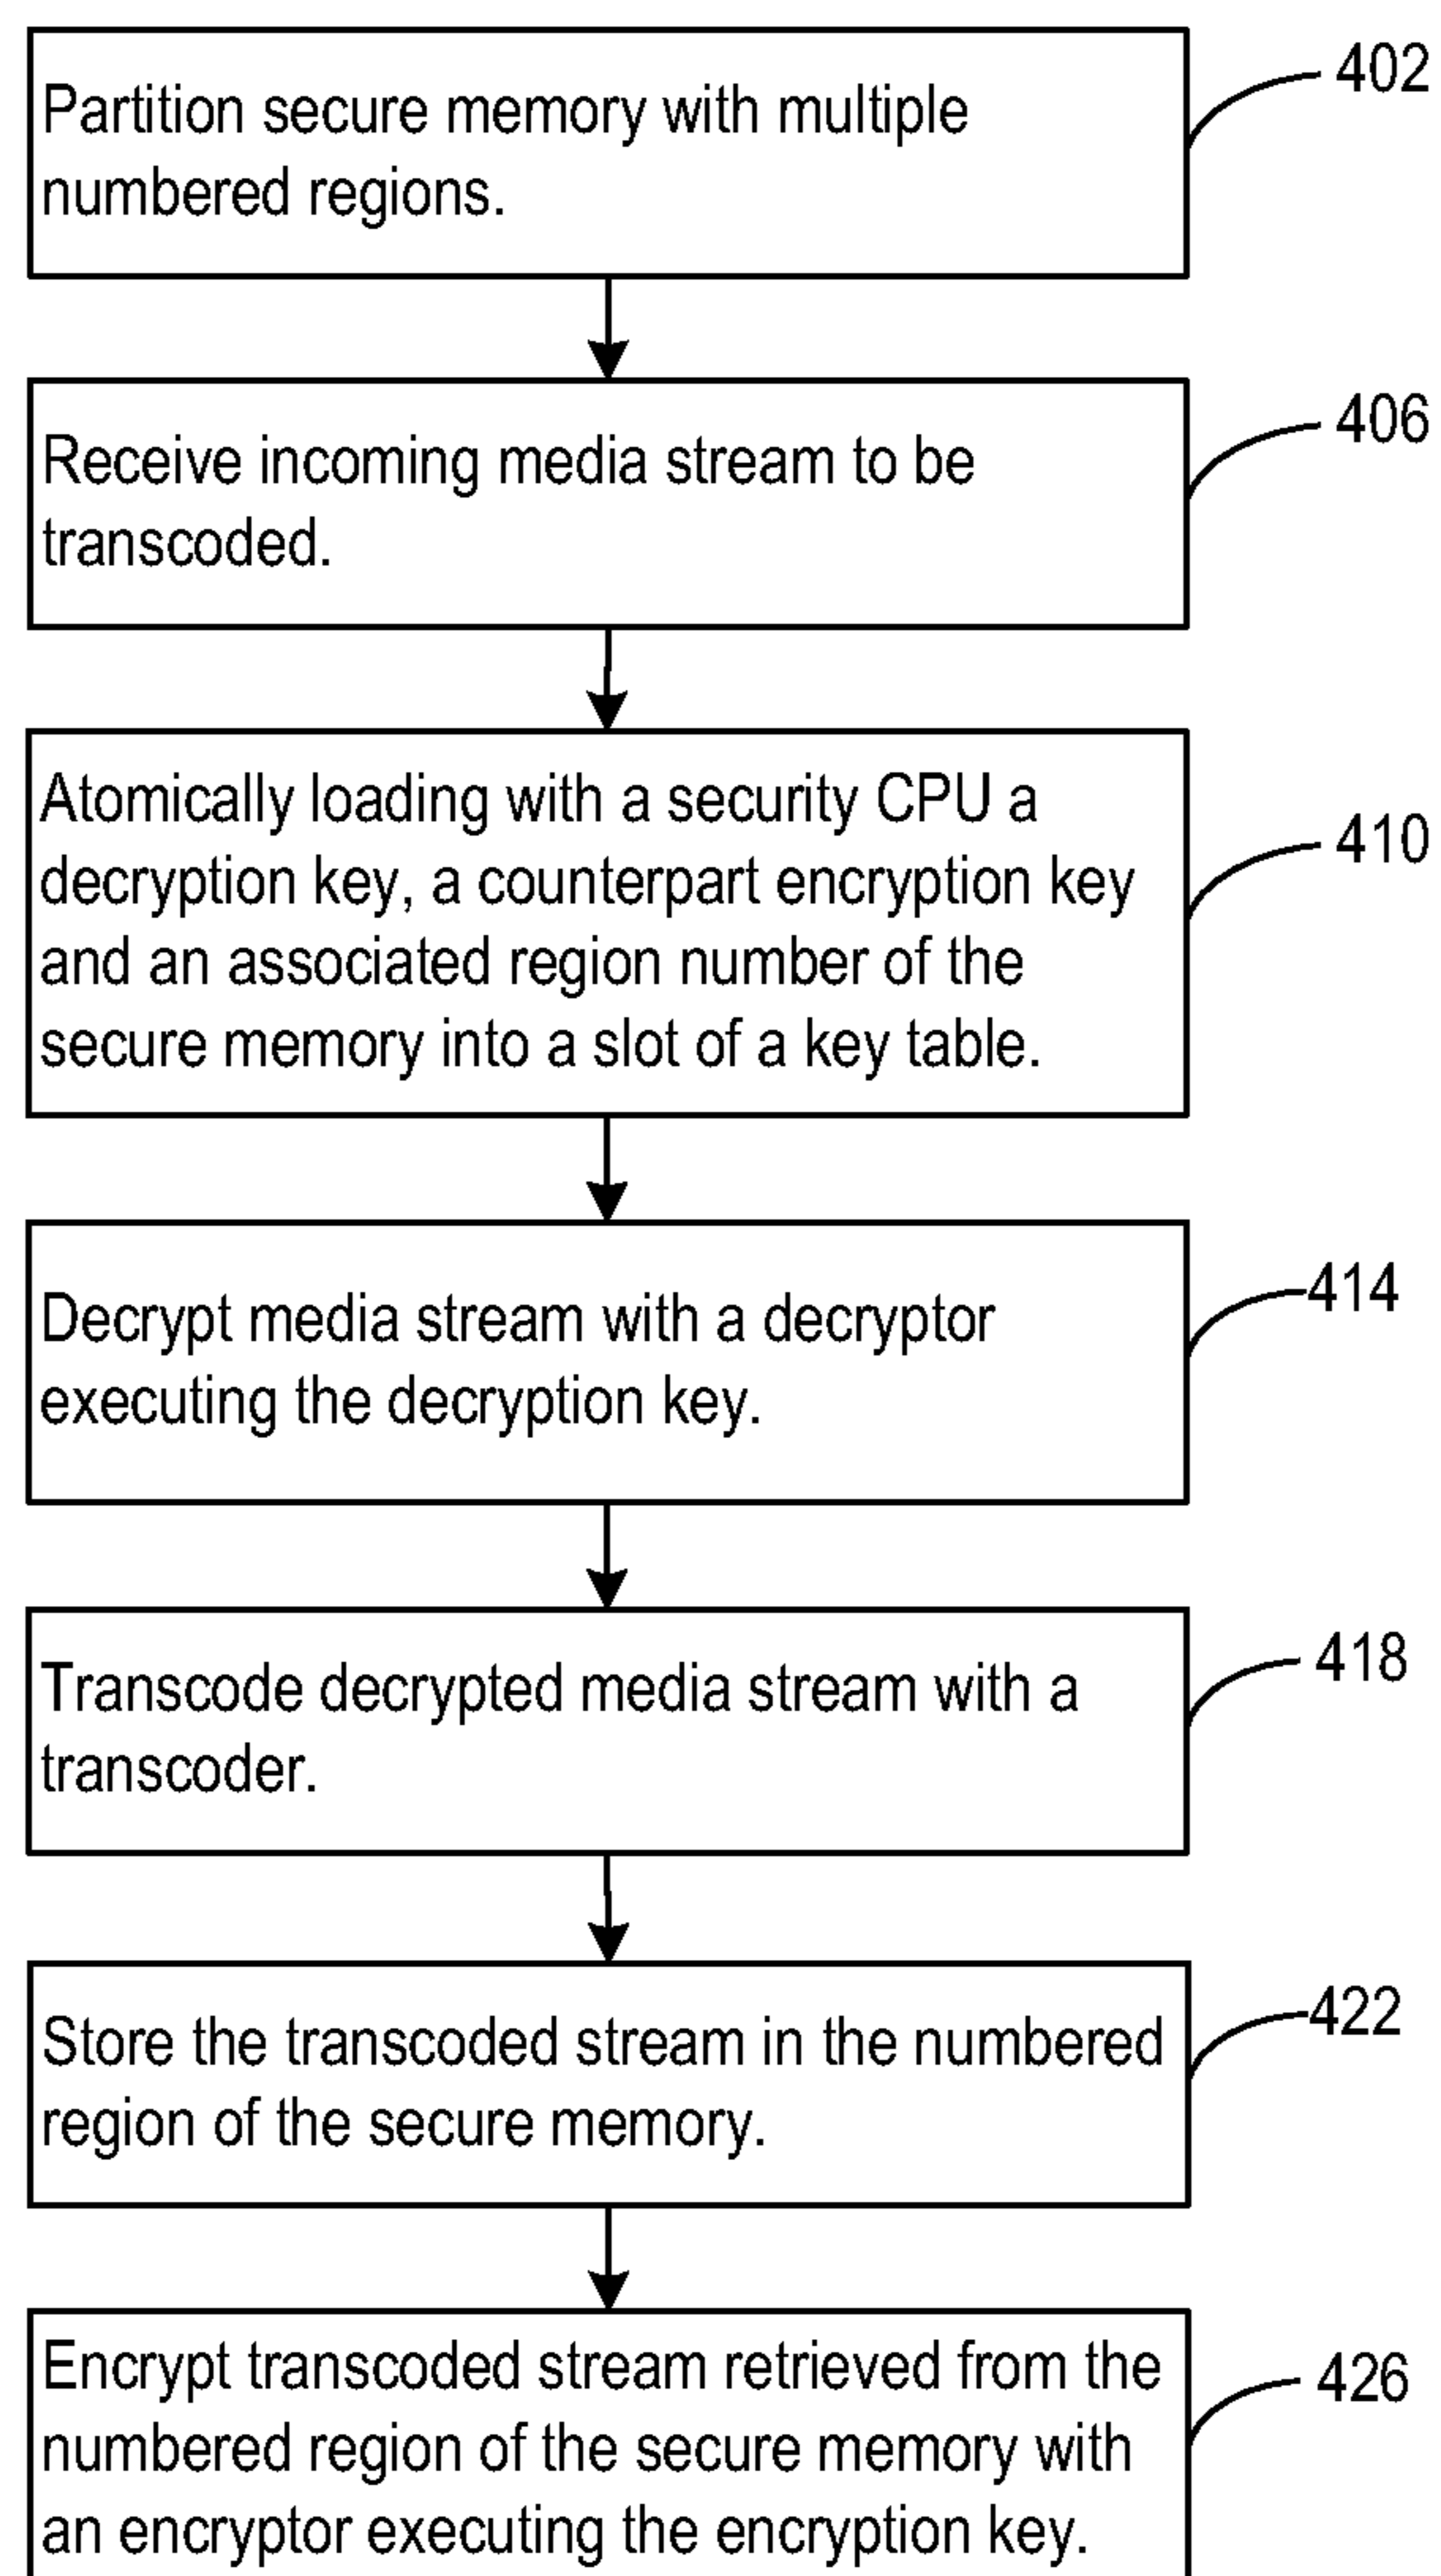 Partition secure memory with multiple
numbered regions.
402
Receive incoming media stream to be
transcoded.
406
Atomically loading with a security CPU a
decryption key, a counterpart encryption key
and an associated region number of the
secure memory into a slot of a key table.
410
Decrypt media stream with a decryptor
executing the decryption key.
414
Transcode decrypted media stream with a
transcoder.
418
Store the transcoded stream in the numbered
region of the secure memory.
422
Encrypt transcoded stream retrieved from the
numbered region of the secure memory with
an encryptor executing the encryption key.
426